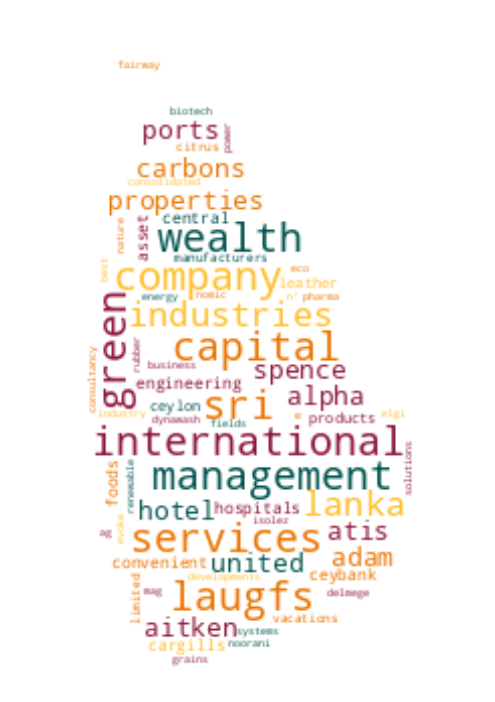 fairway
biotech
ports
power
citrus
carbons
consolidated
properties
nature
asset
central
wealth
manufacturers
best
company
eco
leather
energy
nomic
n'
pharma
green
industries
rubber
capital
consultancy
business
spence
engineering
alpha
ceylon
sri
industry
dynawash
fields
e
products
elgi
international
solutions
foods
renewable
management
hotel
hospitals
lanka
evoke
isolez
ag
services
atis
convenient
united
adam
developments
ceybank
limited
mag
laugfs
delmege
vacations
aitken
systems
cargills
noorani
grains